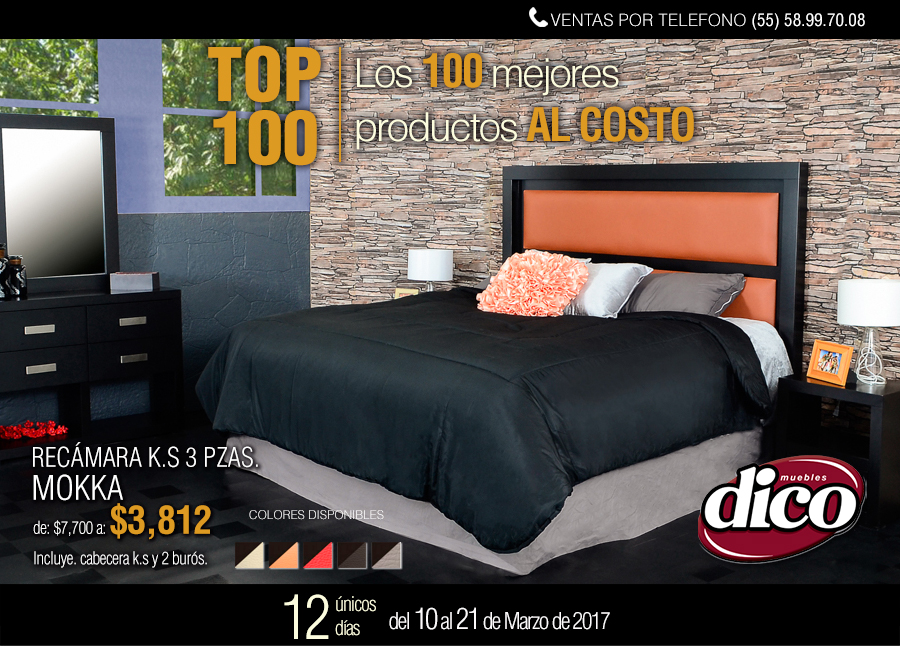 VENTAS POR TELEFONO (55) 58.99.70.08
TOP
100
Los 100 mejores
productos AL COSTO
RECÁMARA K.S 3 PZAS.
MOKKA
de: $7,700 a: $3,812
Incluye. cabecera k.s y 2 burós.
COLORES DISPONIBLES
muebles
dico
12 únicos
días
del 10 al 21 de Marzo de 2017